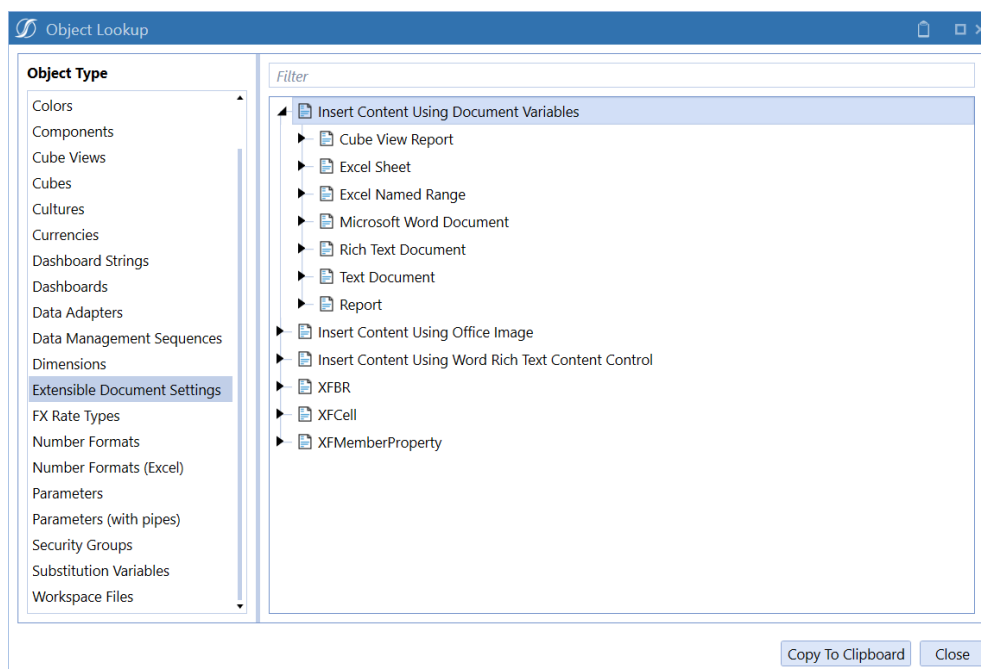 Object Lookup
Object Type
Colors
Components
Cube Views
Cubes
Cultures
Currencies
Dashboard Strings
Dashboards
Data Adapters
Data Management Sequences
Dimensions
Extensible Document Settings
FX Rate Types
Number Formats
Number Formats (Excel)
Parameters
Parameters (with pipes)
Security Groups
Substitution Variables
Workspace Files
Filter
Insert Content Using Document Variables
Cube View Report
Excel Sheet
Excel Named Range
Microsoft Word Document
Rich Text Document
Text Document
Report
Insert Content Using Office Image
Insert Content Using Word Rich Text Content Control
XFBR
XFCell
XFMemberProperty
Copy To Clipboard
Close